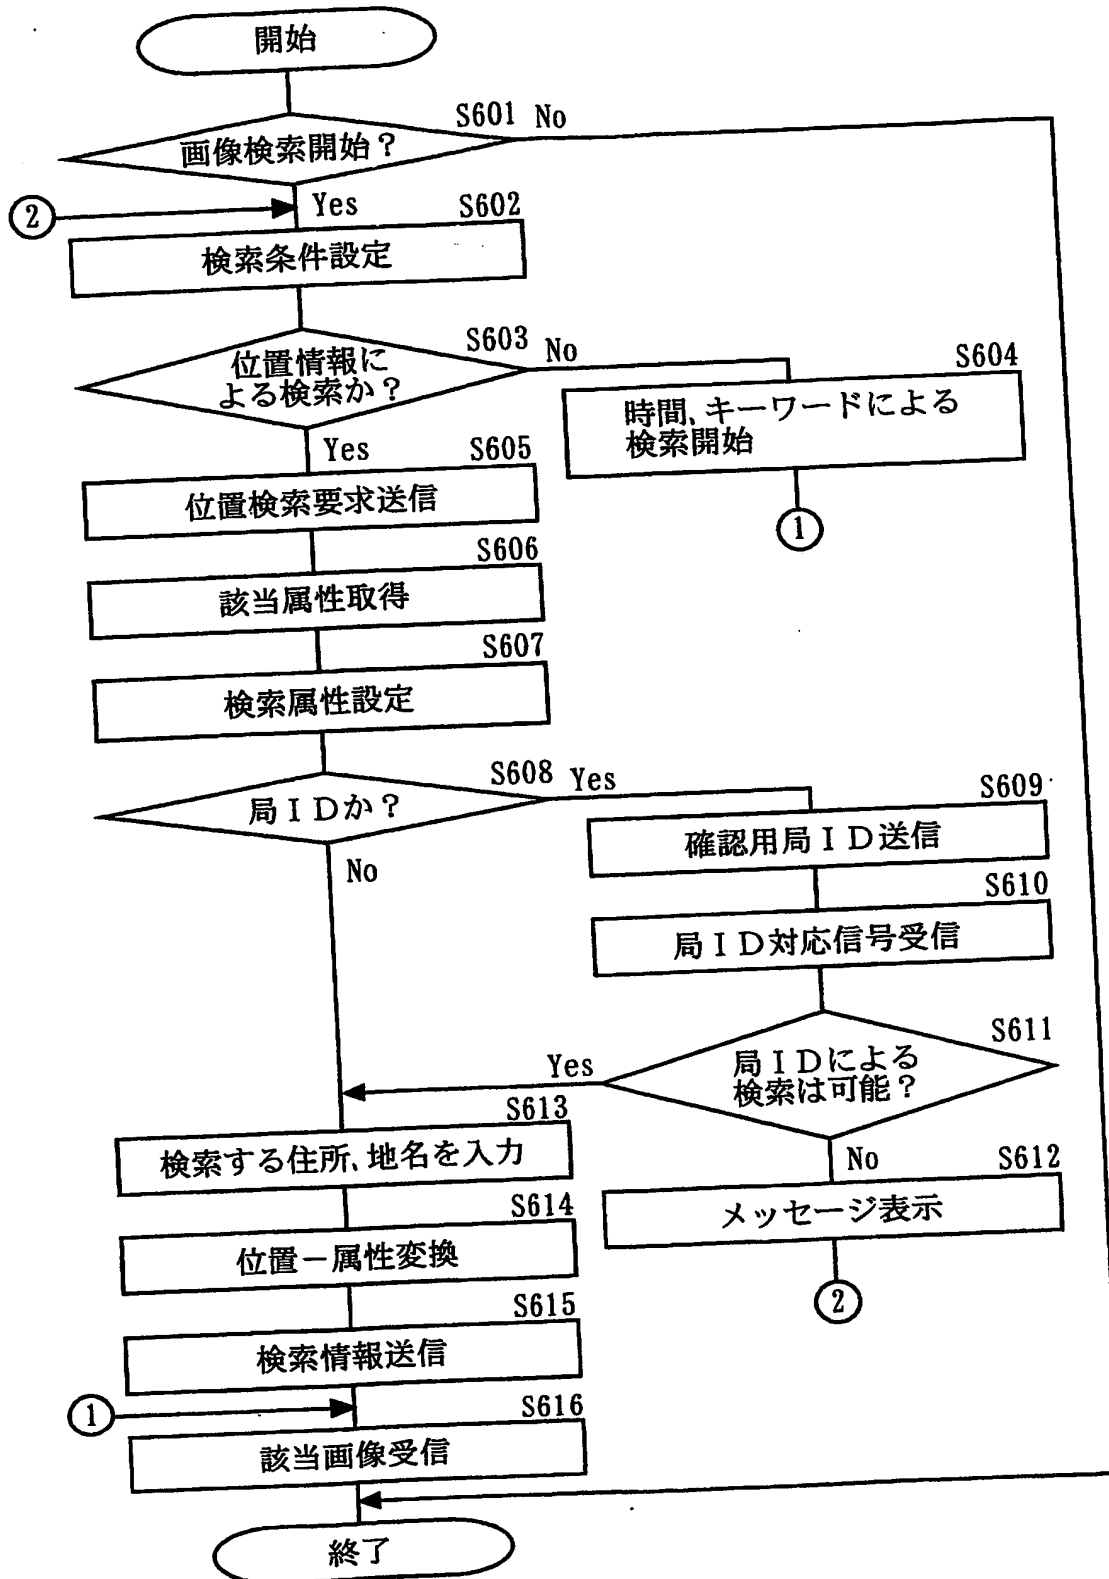 開始
S601 No
画像検索開始？
②
Yes
S602
検索条件設定
S603 No
位置情報に
よる検索か？
S604
時間、キーワードによる
検索開始
①
Yes
S605
位置検索要求送信
S606
該当属性取得
S607
検索属性設定
S608 Yes
局ＩＤか？
No
S609
確認用局ＩＤ送信
S610
局ＩＤ対応信号受信
S611
局ＩＤによる
検索は可能？
Yes
No
S612
メッセージ表示
②
S613
検索する住所、地名を入力
S614
位置－属性変換
S615
検索情報送信
①
S616
該当画像受信
終了